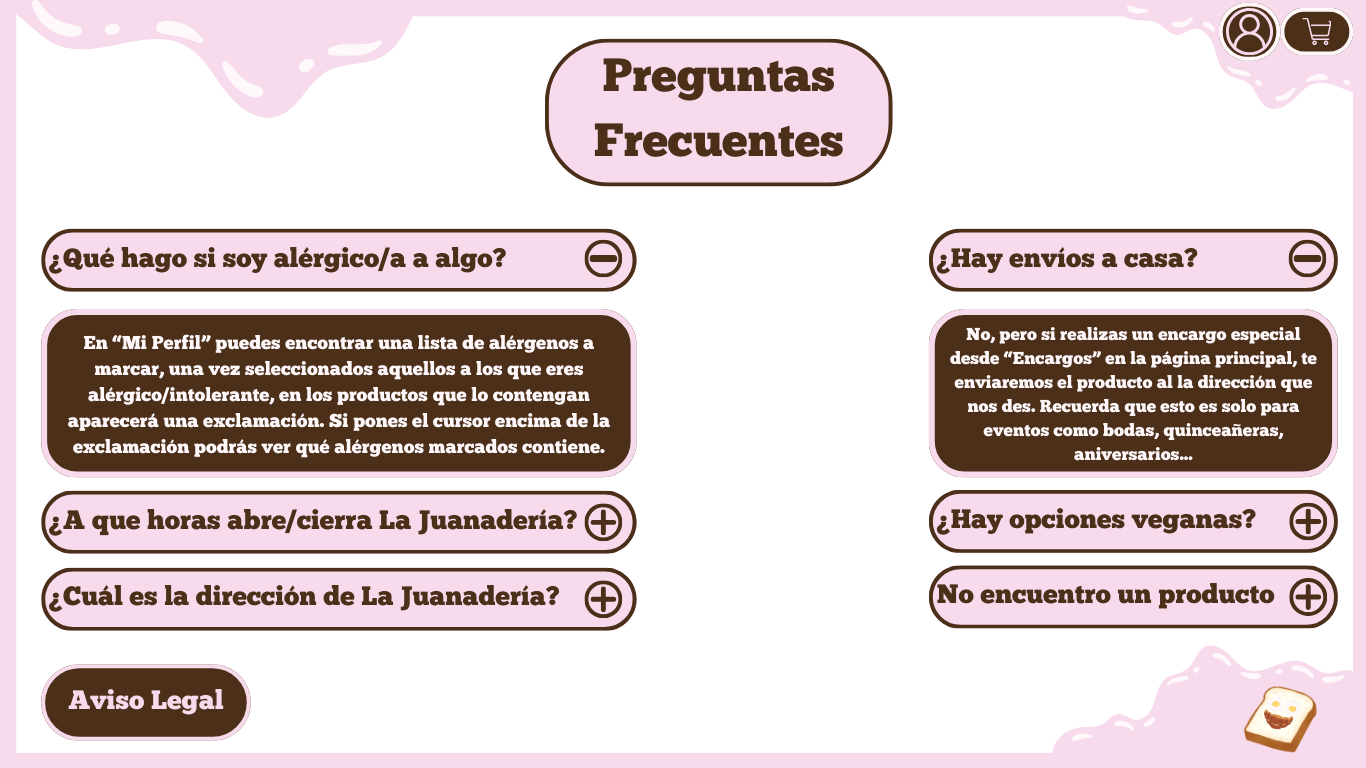 Preguntas
Frecuentes
¿Qué hago si soy alérgico/a a algo?
En “Mi Perfil” puedes encontrar una lista de alérgenos a
marcar, una vez seleccionados aquellos a los que eres
alérgico/intolerante, en los productos que lo contengan
aparecerá una exclamación. Si pones el cursor encima de la
exclamación podrás ver qué alérgenos marcados contiene.
¿A que horas abre/cierra La Juanadería?
¿Cuál es la dirección de La Juanadería?
¿Hay envíos a casa?
No, pero si realizas un encargo especial
desde “Encargos” en la página principal, te
enviaremos el producto al la dirección que
nos des. Recuerda que esto es solo para
eventos como bodas, quinceañeras,
aniversarios...
¿Hay opciones veganas?
No encuentro un producto
Aviso Legal